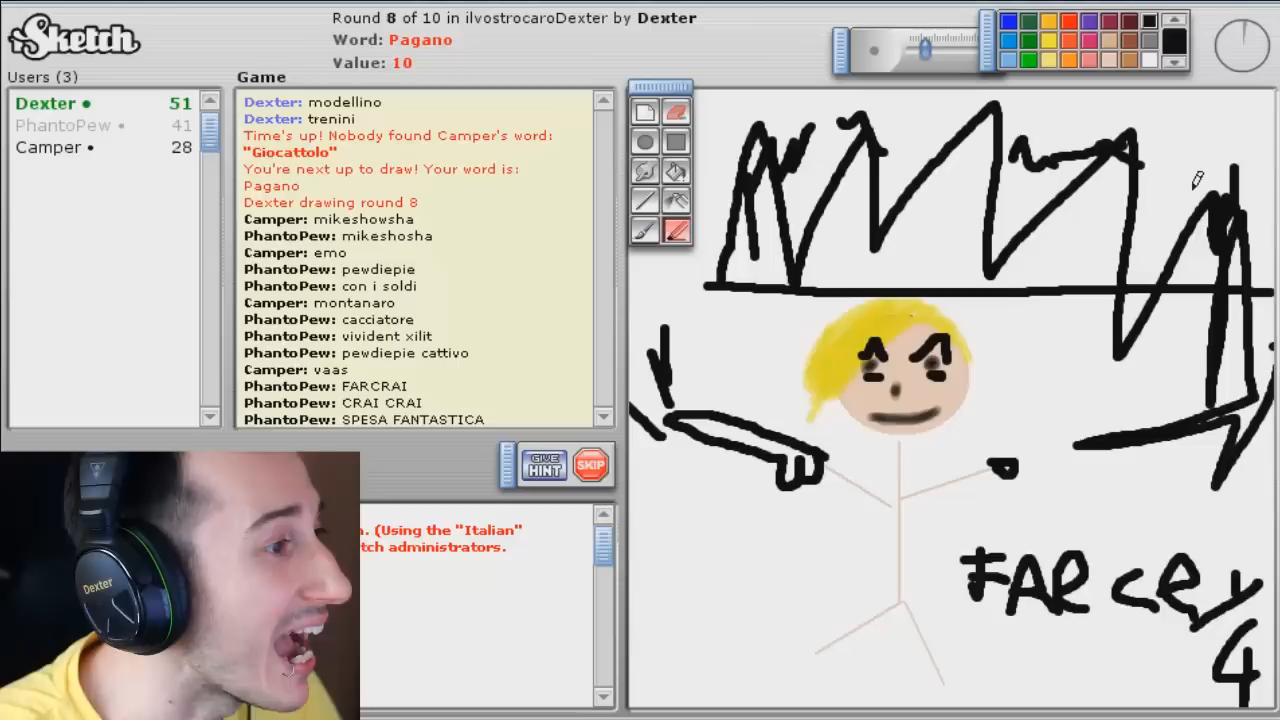 iSketch
Round 8 of 10 in ilvostrocaroDexter by Dexter
Word: Pagano
Value: 10
Users (3)
Dexter • 51
PhantoPew • 41
Camper • 28
Game
Dexter: modellino
Dexter: trenini
Time's up! Nobody found Camper's word:
"Giocattolo"
You're next up to draw! Your word is:
Pagano
Dexter drawing round 8
Camper: mikeshowsha
PhantoPew: mikeshosha
Camper: emo
PhantoPew: pewdiepie
PhantoPew: con i soldi
Camper: montanaro
PhantoPew: cacciatore
PhantoPew: vivident xilit
PhantoPew: pewdiepie cattivo
Camper: vaas
PhantoPew: FARCRAI
PhantoPew: CRAI CRAI
PhantoPew: SPESA FANTASTICA
GIVE
HINT
SKIP
(Using the "Italian"
tch administrators.
Dexter
FAR CRY
4